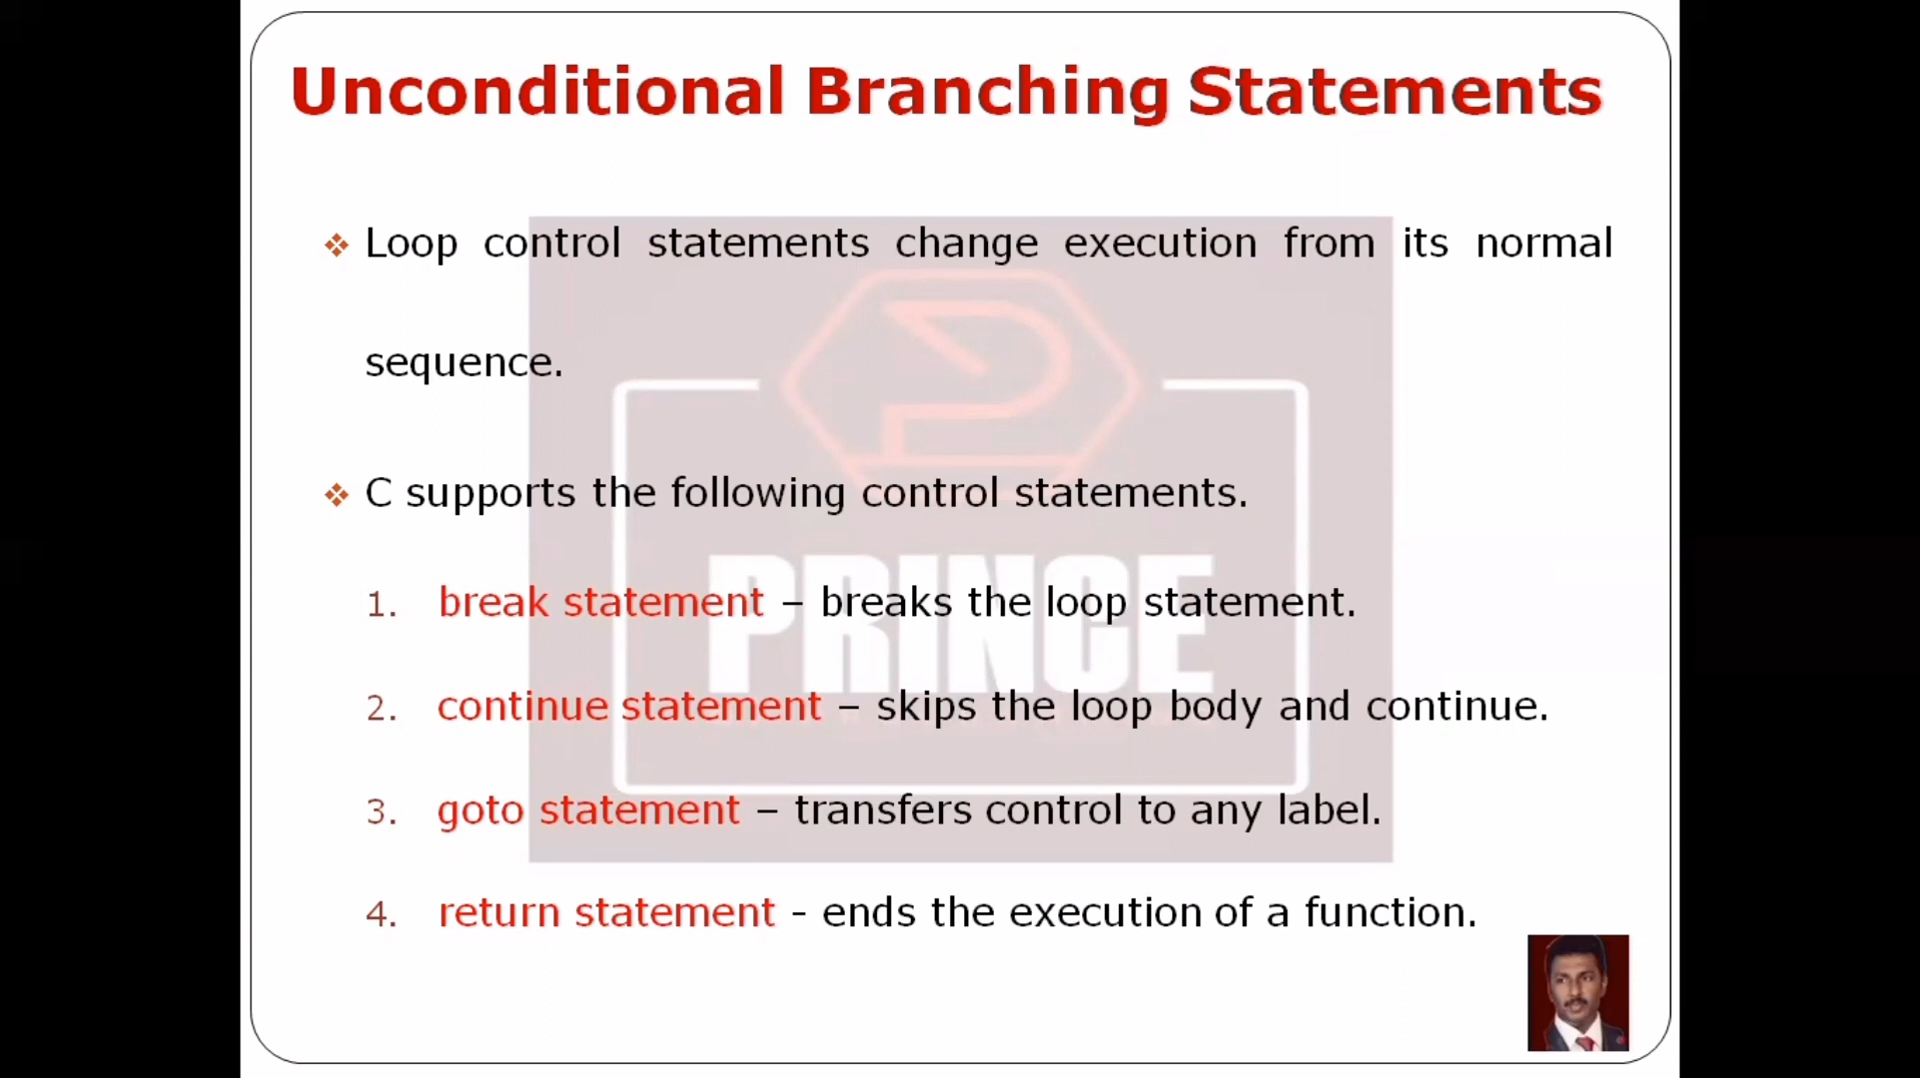 Unconditional Branching Statements
Loop control statements change execution from its normal
sequence.
C supports the following control statements.
1. break statement – breaks the loop statement.
2. continue statement – skips the loop body and continue.
PRINCE
3. goto statement – transfers control to any label.
4. return statement - ends the execution of a function.